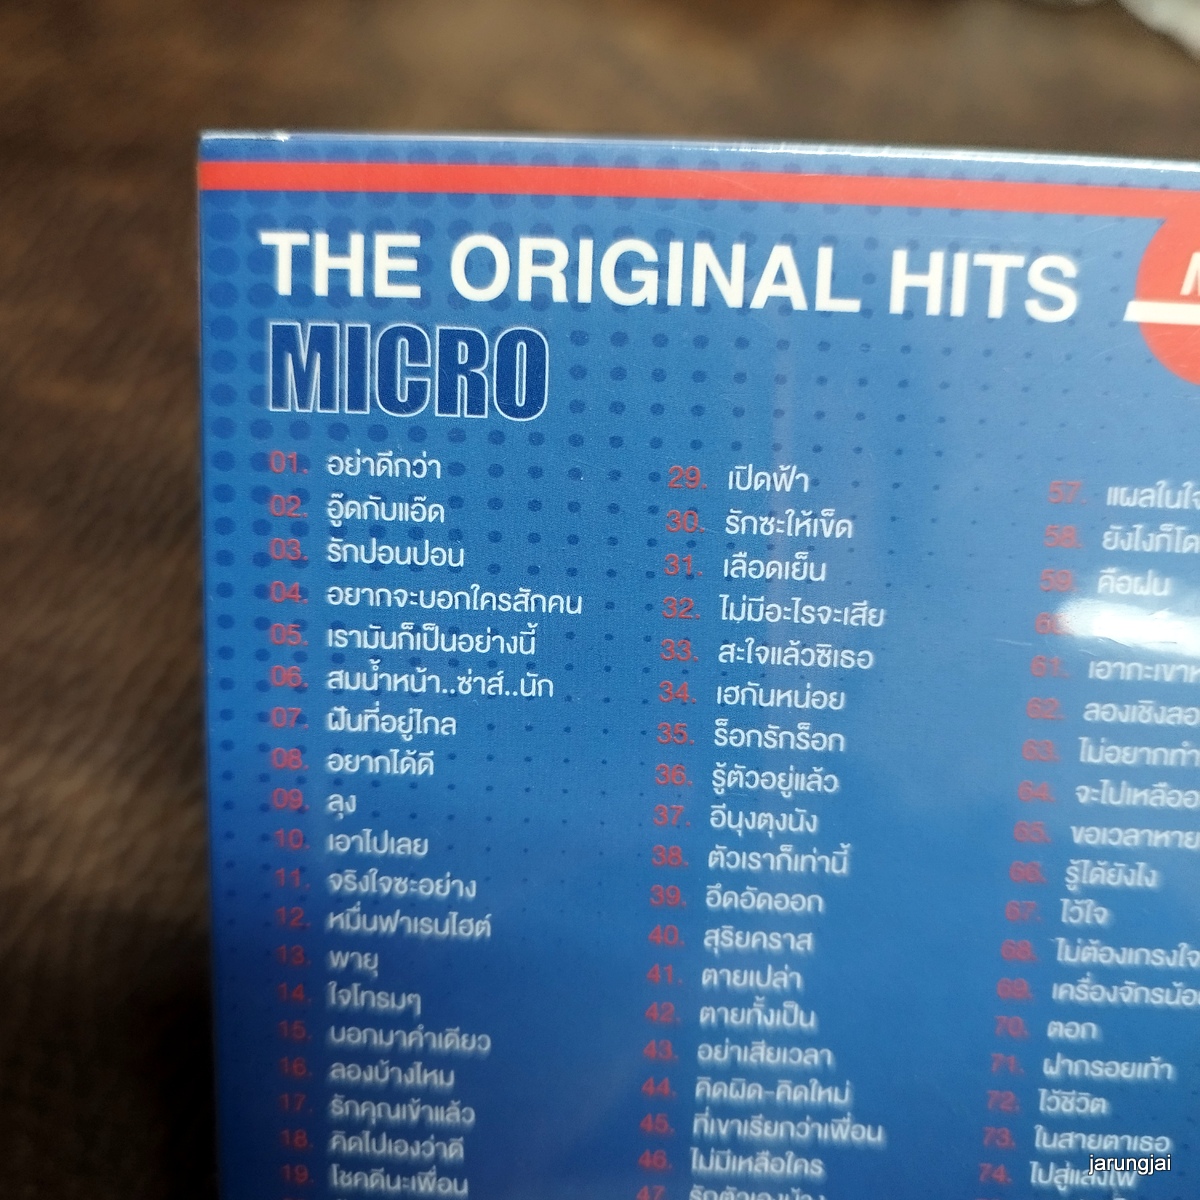 THE ORIGINAL HITS
MICRO
01. อย่าดีกว่า
02. อู๊ดกับแอ๊ด
03. รักปอนปอน
04. อยากจะบอกใครสักคน
05. เรามันก็เป็นอย่างนี้
06. สมน้ำหน้า..ซ่าส์..นัก
07. ฝันที่อยู่ไกล
08. อยากได้ดี
09. ลุง
10. เอาไปเลย
11. จริงใจซะอย่าง
12. หมื่นฟาเรนไฮต์
13. พายุ
14. ใจโทรมๆ
15. บอกมาคำเดียว
16. ลองบ้างไหม
17. รักคุณเข้าแล้ว
18. คิดไปเองว่าดี
19. โชคดีนะเพื่อน
29. เปิดฟ้า
30. รักซะให้เข็ด
31. เลือดเย็น
32. ไม่มีอะไรจะเสีย
33. สะใจแล้วซิเธอ
34. เฮกันหน่อย
35. ร็อกรักร็อก
36. รู้ตัวอยู่แล้ว
37. อีนุงตุงนัง
38. ตัวเราก็เท่านี้
39. อึดอัดออก
40. สุริยคราส
41. ตายเปล่า
42. ตายทั้งเป็น
43. อย่าเสียเวลา
44. คิดผิด-คิดใหม่
45. ที่เขาเรียกว่าเพื่อน
46. ไม่มีเหลือใคร
47.
57. แผลใน
58. ยังไงก็
59. คือฝน
61. เอากะเขา
62. ลองเชิง
63. ไม่อยากทำ
64. จะไปเหลือ
65. ขอเวลาหาย
66. รู้ได้ยังไง
67. ไว้ใจ
68. ไม่ต้องเกรงใจ
69. เครื่องจักร
70. ตอก
71. ฝากรอยเท้า
72. ไว้ชีวิต
73. ในสายตาเธอ
74. ไปสู่แสงไฟ
jarungjai